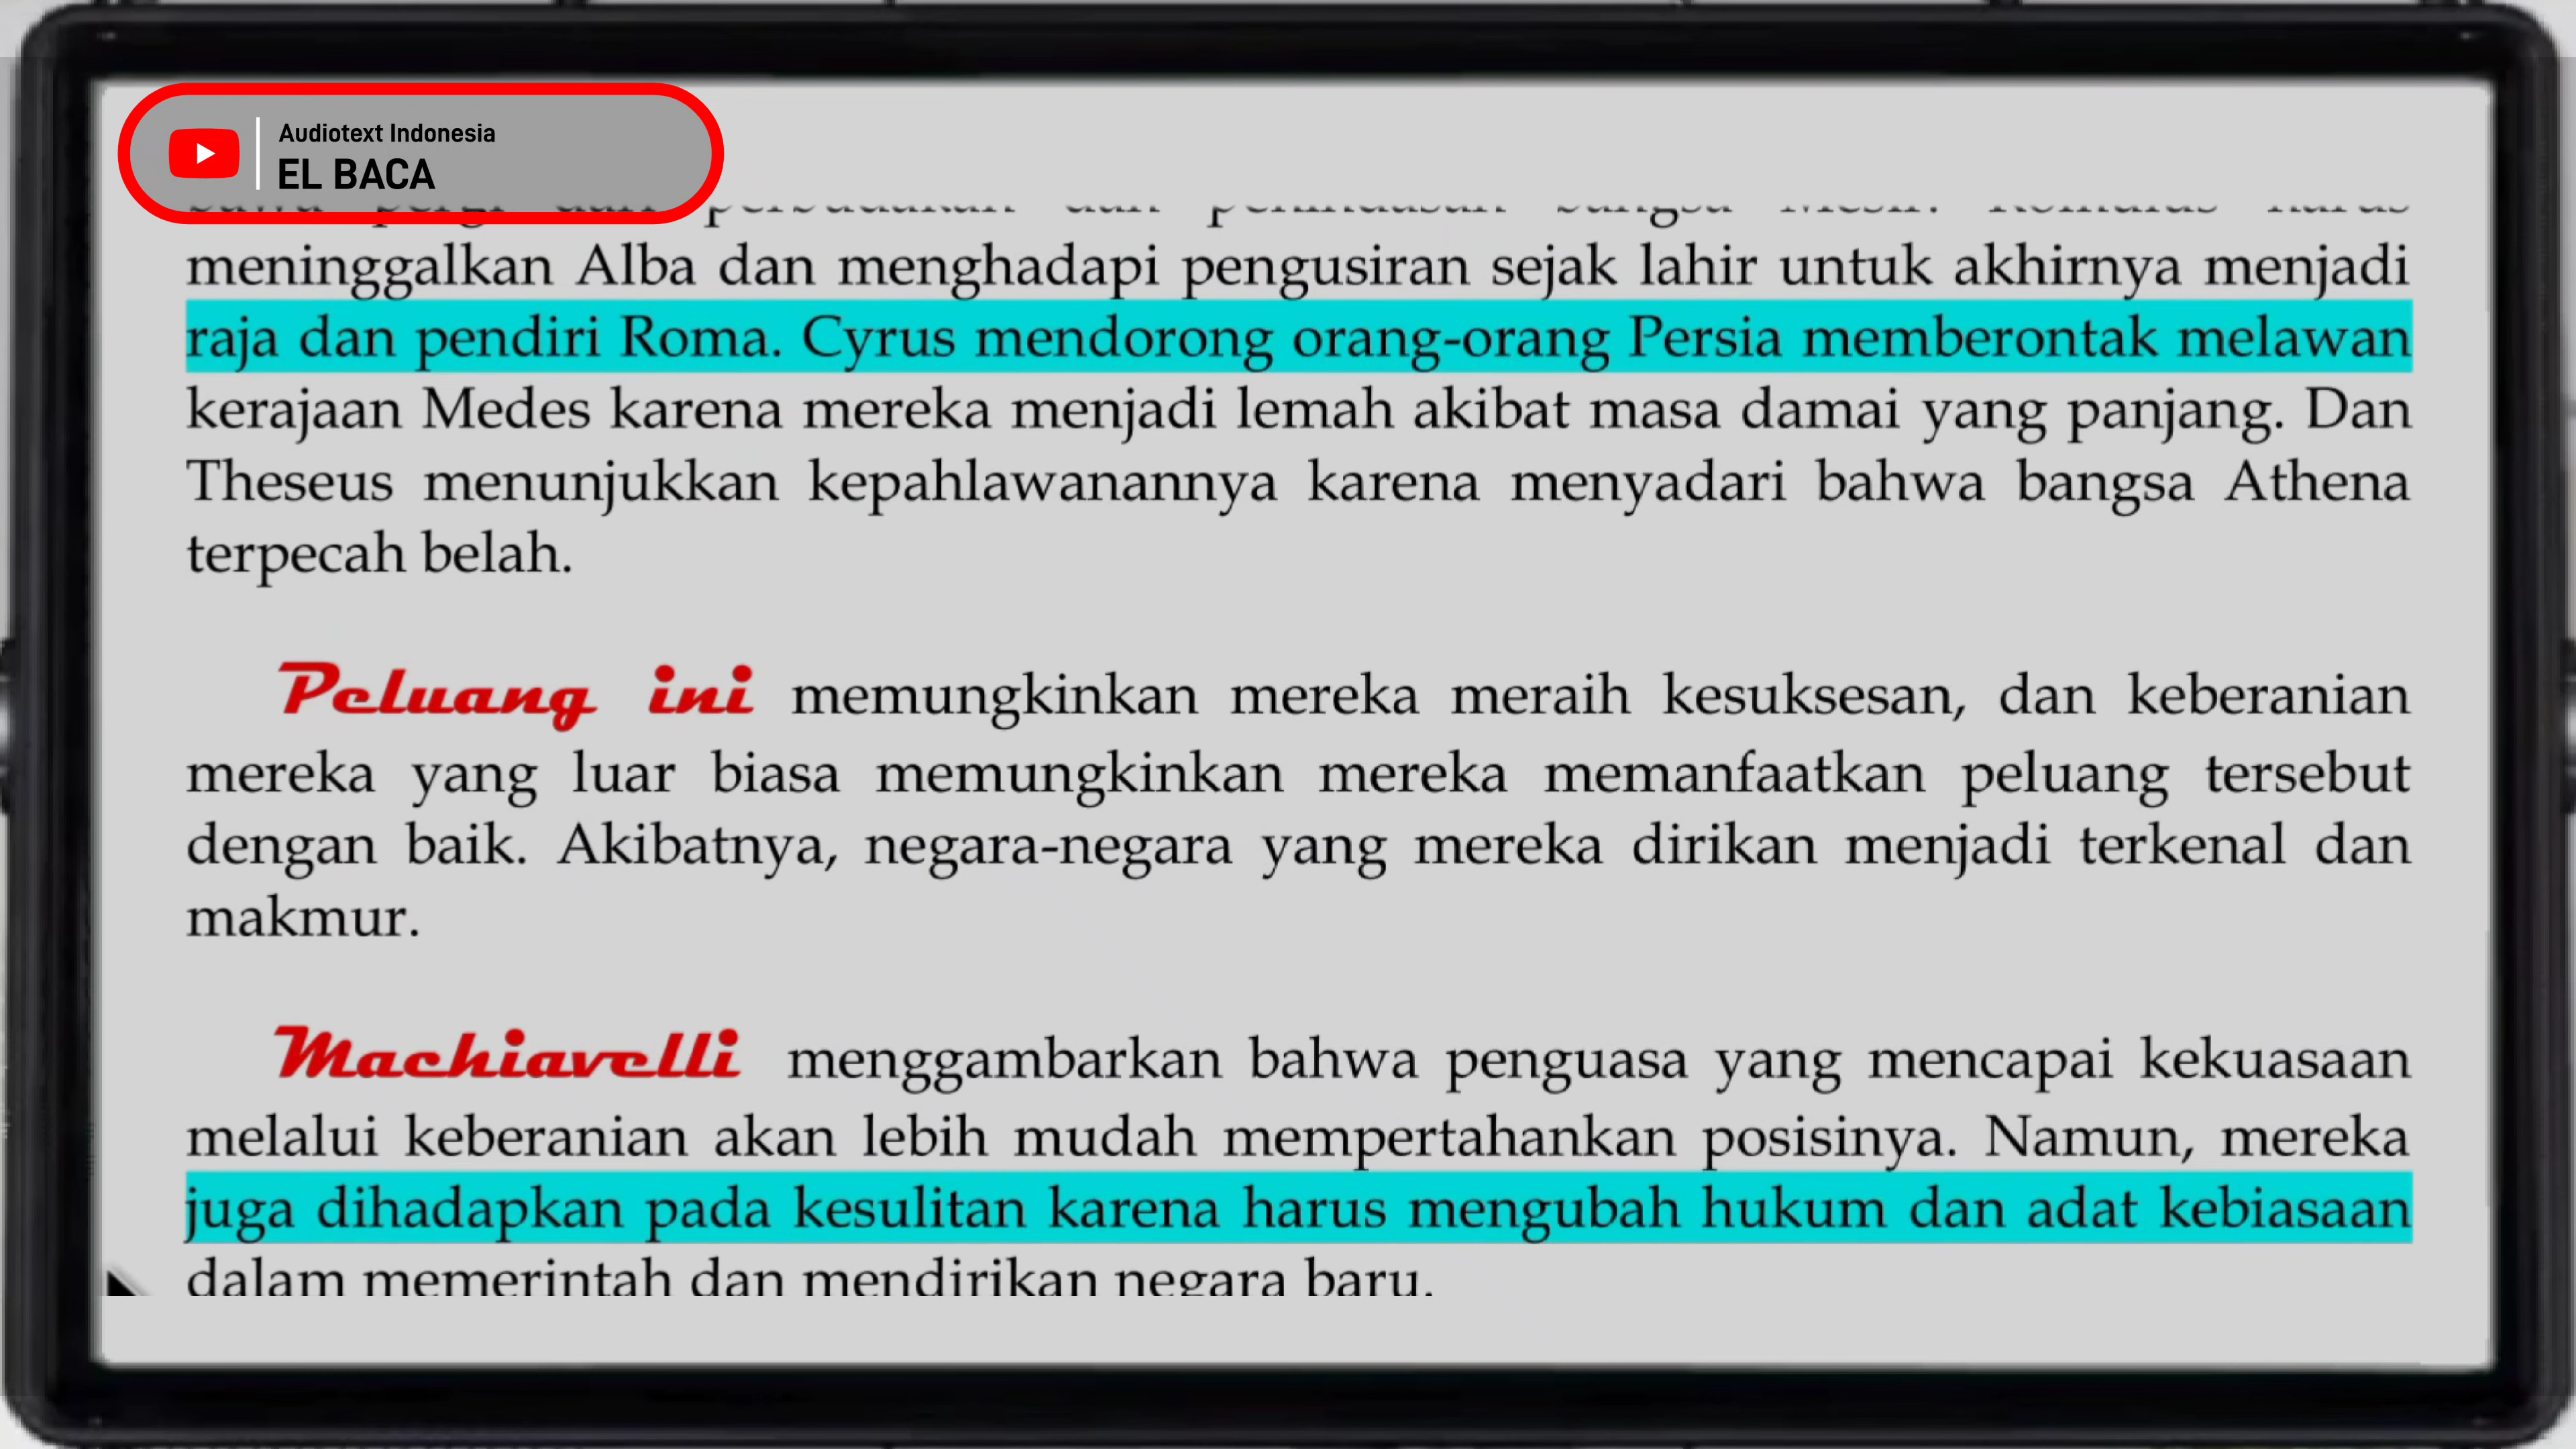 Audiotext Indonesia
EL BACA
meninggalkan Alba dan menghadapi pengusiran sejak lahir untuk akhirnya menjadi
raja dan pendiri Roma. Cyrus mendorong orang-orang Persia memberontak melawan
kerajaan Medes karena mereka menjadi lemah akibat masa damai yang panjang. Dan
Theseus menunjukkan kepahlawanannya karena menyadari bahwa bangsa Athena
terpecah belah.
Peluang ini memungkinkan mereka meraih kesuksesan, dan keberanian
mereka yang luar biasa memungkinkan mereka memanfaatkan peluang tersebut
dengan baik. Akibatnya, negara-negara yang mereka dirikan menjadi terkenal dan
makmur.
Machiavelli menggambarkan bahwa penguasa yang mencapai kekuasaan
melalui keberanian akan lebih mudah mempertahankan posisinya. Namun, mereka
juga dihadapkan pada kesulitan karena harus mengubah hukum dan adat kebiasaan
dalam memerintah dan mendirikan negara baru.